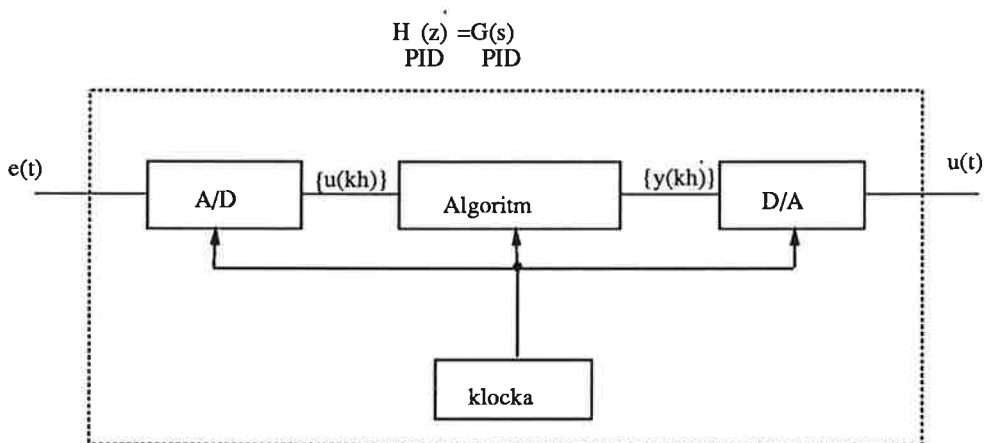 H (z) =G(s)
PID PID
e(t)
A/D
{u(kh)}
Algoritm
{y(kh)}
D/A
u(t)
klocka